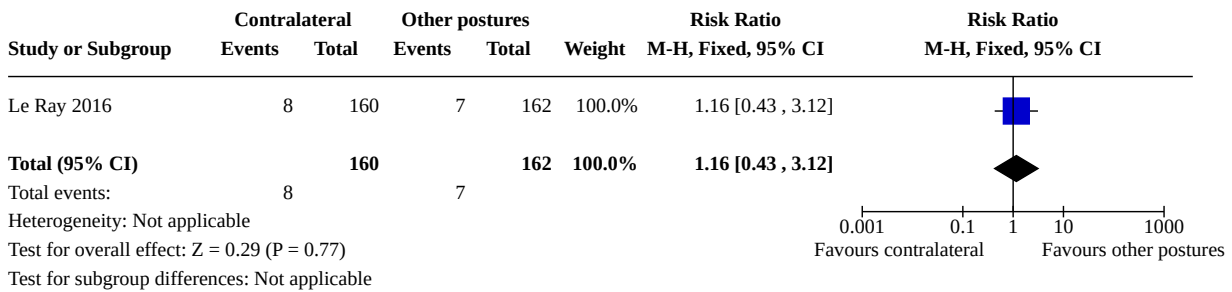 Contralateral Other postures Risk Ratio Risk Ratio
Study or Subgroup Events Total Events Total Weight M-H, Fixed, 95% CI M-H, Fixed, 95% CI
Le Ray 2016 8 160 7 162 100.0% 1.16 [0.43 , 3.12]
Total (95% CI) 160 162 100.0% 1.16 [0.43 , 3.12]
Total events: 8 7
Heterogeneity: Not applicable
0.001 0.1 1 10 1000
Test for overall effect: Z = 0.29 (P = 0.77) Favours contralateral Favours other postures
Test for subgroup differences: Not applicable